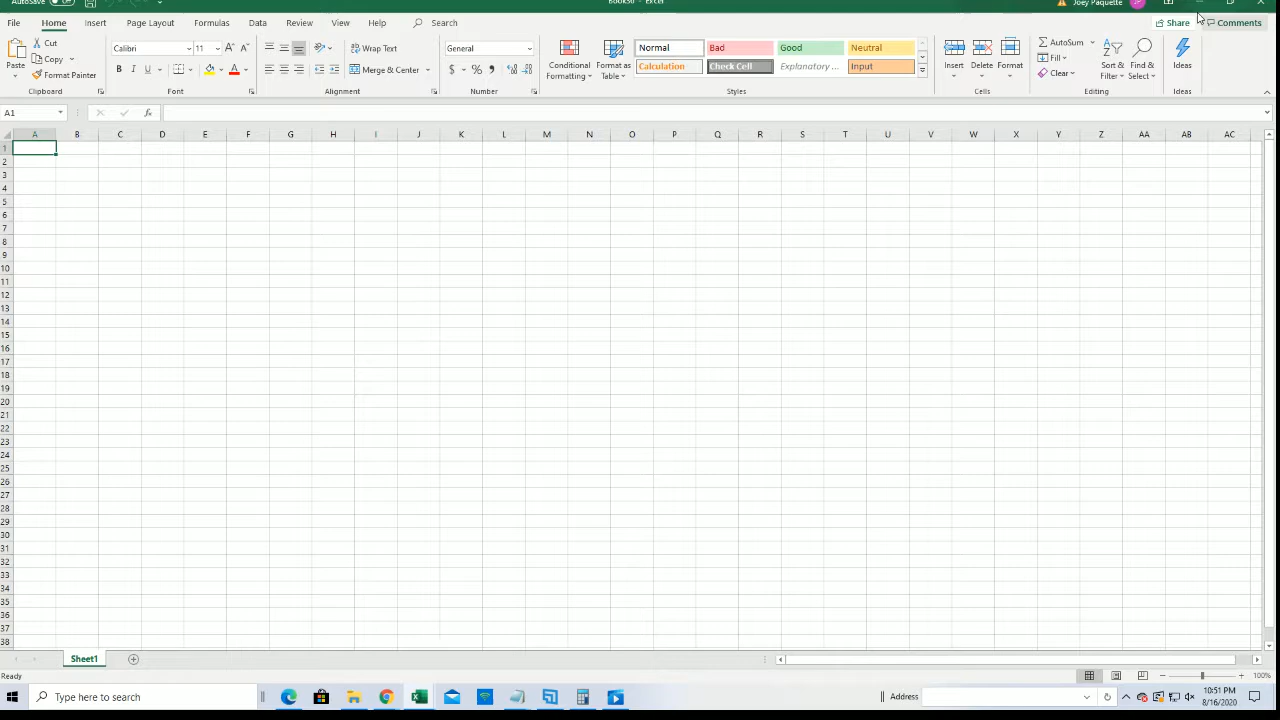 AutoSave Off Book30 - Excel Joey Paquette JP
File Home Insert Page Layout Formulas Data Review View Help Search Share Comments
Paste Cut Copy Format Painter Clipboard
Calibri 11 A A B I U A Font
ab Wrap Text Merge & Center Alignment
General $ % , Number
Conditional Formatting Format as Table Normal Bad Good Neutral Calculation Check Cell Explanatory ... Input Styles
Insert Delete Format Cells
AutoSum Fill Clear Sort & Filter Find & Select Editing
Ideas Ideas
A1 fx
A B C D E F G H I J K L M N O P Q R S T U V W X Y Z AA AB AC
1
2
3
4
5
6
7
8
9
10
11
12
13
14
15
16
17
18
19
20
21
22
23
24
25
26
27
28
29
30
31
32
33
34
35
36
37
38
Sheet1
Ready 100%
Type here to search Address 10:51 PM
8/16/2020